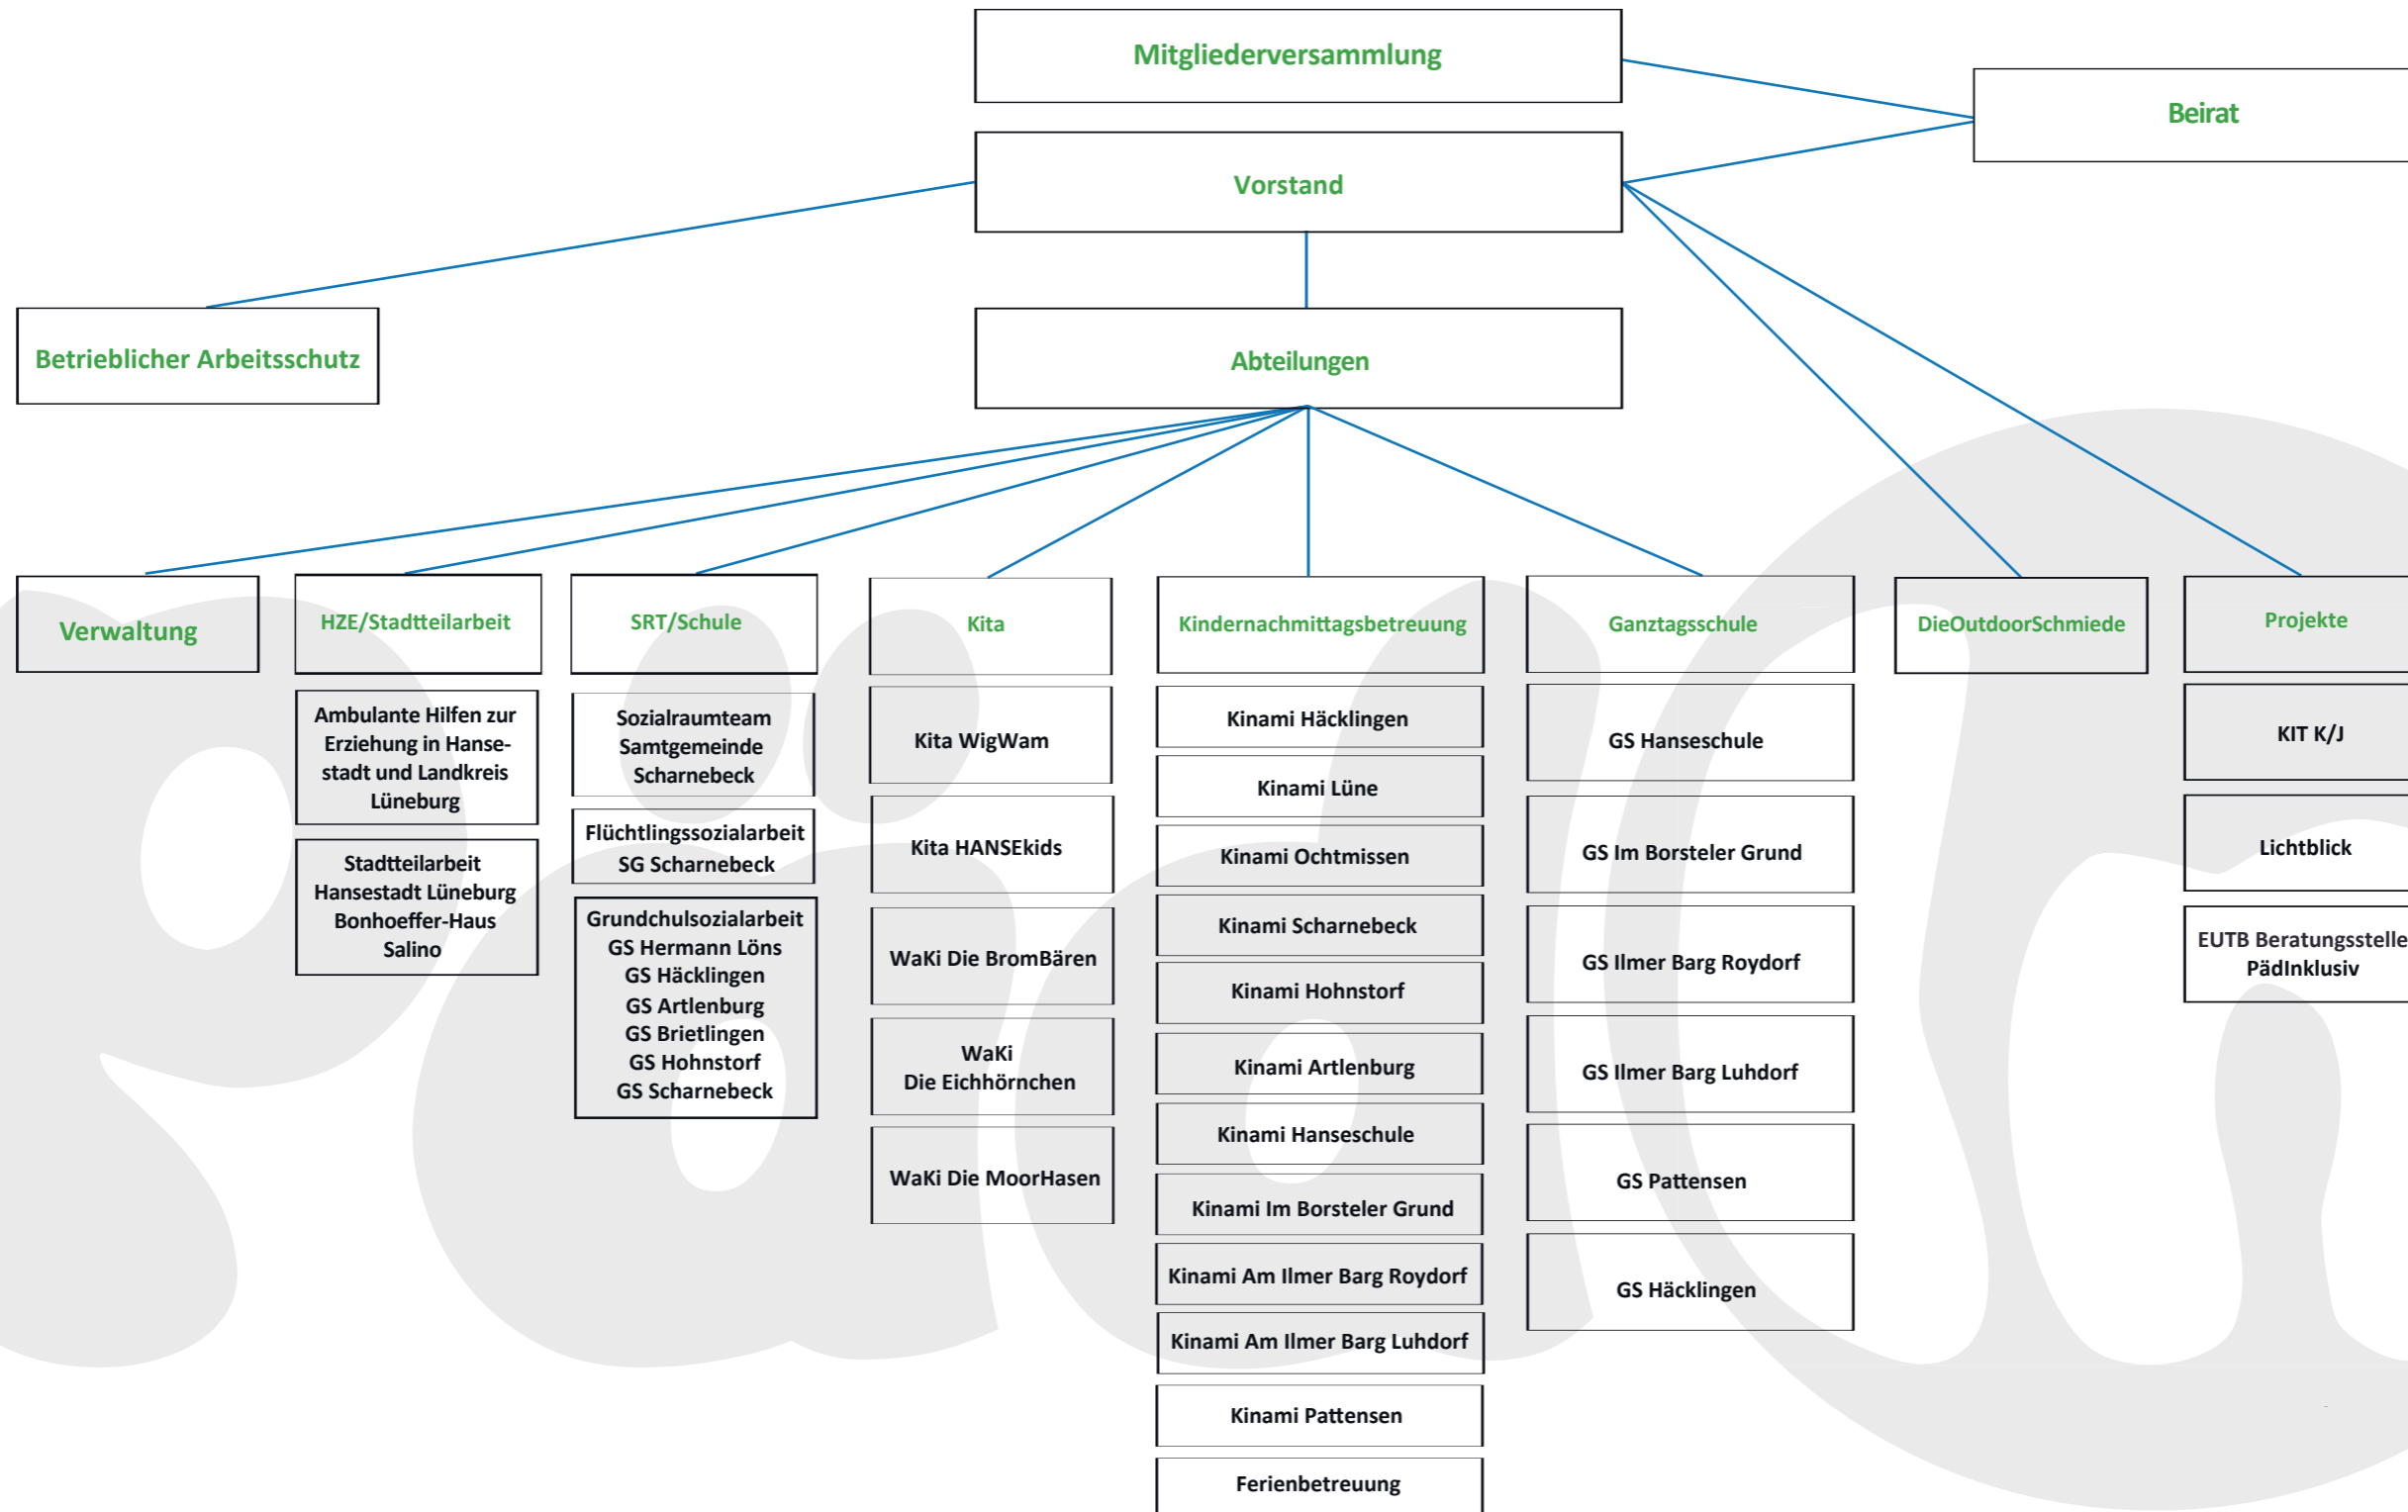 Mitgliederversammlung
Beirat
Vorstand
Betrieblicher Arbeitsschutz
Abteilungen
Verwaltung
HZE/Stadtteilarbeit
Ambulante Hilfen zur
Erziehung in Hanse-
stadt und Landkreis
Lüneburg
Stadtteilarbeit
Hansestadt Lüneburg
Bonhoeffer-Haus
Salino
SRT/Schule
Sozialraumteam
Samtgemeinde
Scharnebeck
Flüchtlingssozialarbeit
SG Scharnebeck
Grundchulsozialarbeit
GS Hermann Löns
GS Häcklingen
GS Artlenburg
GS Brietlingen
GS Hohnstorf
GS Scharnebeck
Kita
Kita WigWam
Kita HANSEkids
WaKi Die BromBären
WaKi
Die Eichhörnchen
WaKi Die MoorHasen
Kindernachmittagsbetreuung
Kinami Häcklingen
Kinami Lüne
Kinami Ochtmissen
Kinami Scharnebeck
Kinami Hohnstorf
Kinami Artlenburg
Kinami Hanseschule
Kinami Im Borsteler Grund
Kinami Am Ilmer Barg Roydorf
Kinami Am Ilmer Barg Luhdorf
Kinami Pattensen
Ferienbetreuung
Ganztagsschule
GS Hanseschule
GS Im Borsteler Grund
GS Ilmer Barg Roydorf
GS Ilmer Barg Luhdorf
GS Pattensen
GS Häcklingen
DieOutdoorSchmiede
Projekte
KIT K/J
Lichtblick
EUTB Beratungsstelle
PädInklusiv